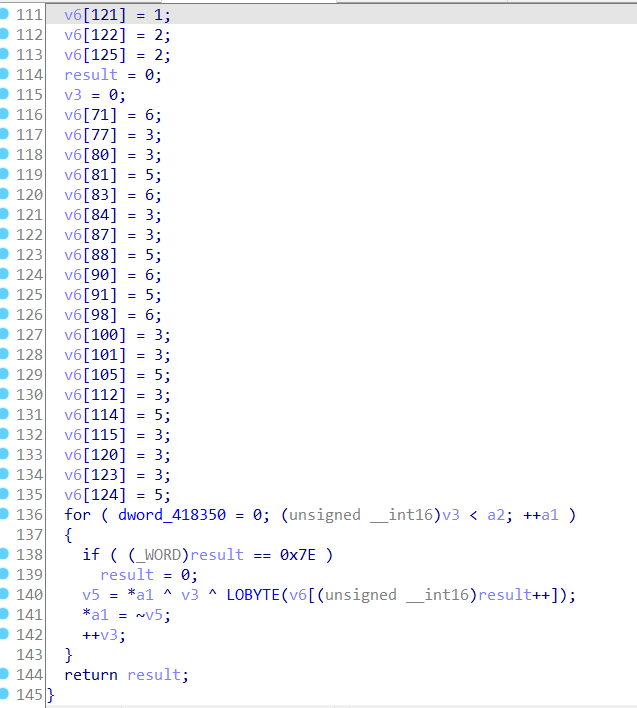 111 v6[121] = 1;
112 v6[122] = 2;
113 v6[125] = 2;
114 result = 0;
115 v3 = 0;
116 v6[71] = 6;
117 v6[77] = 3;
118 v6[80] = 3;
119 v6[81] = 5;
120 v6[83] = 6;
121 v6[84] = 3;
122 v6[87] = 3;
123 v6[88] = 5;
124 v6[90] = 6;
125 v6[91] = 5;
126 v6[98] = 6;
127 v6[100] = 3;
128 v6[101] = 3;
129 v6[105] = 5;
130 v6[112] = 3;
131 v6[114] = 5;
132 v6[115] = 3;
133 v6[120] = 3;
134 v6[123] = 3;
135 v6[124] = 5;
136 for ( dword_418350 = 0; (unsigned __int16)v3 < a2; ++a1 )
137 {
138 if ( (_WORD)result == 0x7E )
139 result = 0;
140 v5 = *a1 ^ v3 ^ LOBYTE(v6[(unsigned __int16)result++]);
141 *a1 = ~v5;
142 ++v3;
143 }
144 return result;
145 }